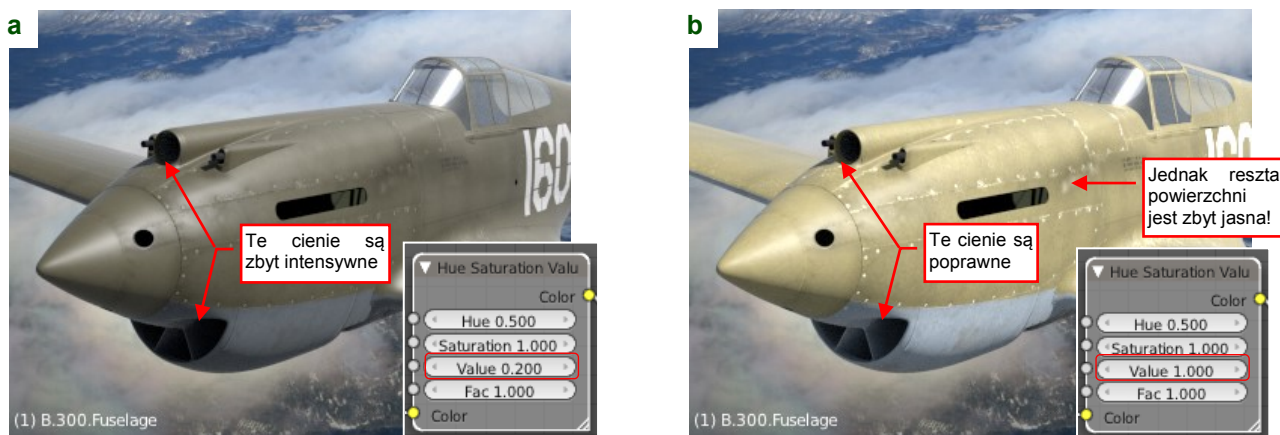 a
160
Te cienie są
zbyt intensywne
Hue Saturation Valu
Color
Hue 0.500
Saturation 1.000
Value 0.200
Fac 1.000
Color
(1) B.300.Fuselage
b
160
Jednak reszta
powierzchni
jest zbyt jasna!
Te cienie są
poprawne
Hue Saturation Valu
Color
Hue 0.500
Saturation 1.000
Value 1.000
Fac 1.000
Color
(1) B.300.Fuselage